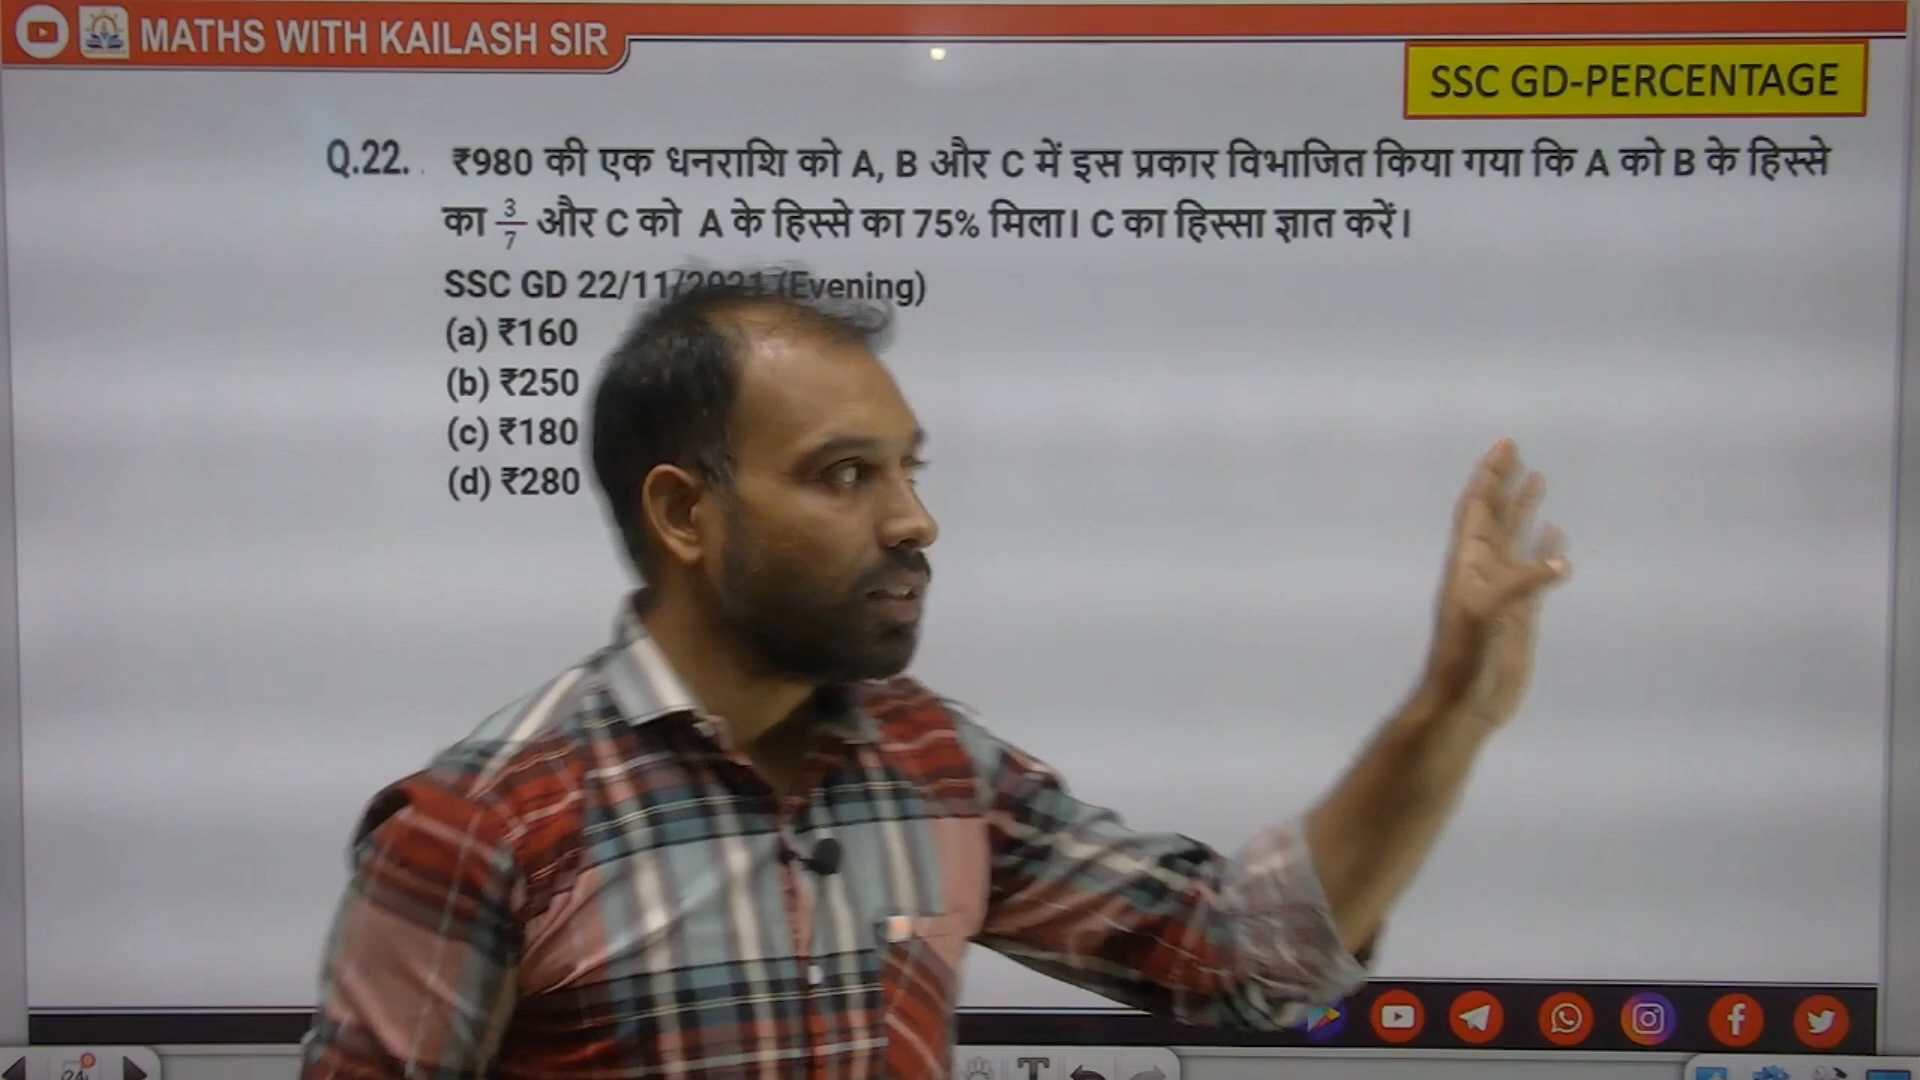 MATHS WITH KAILASH SIR
SSC GD-PERCENTAGE
Q.22. ₹980 की एक धनराशि को A, B और C में इस प्रकार विभाजित किया गया कि A को B के हिस्से
का 3/7 और C को A के हिस्से का 75% मिला। C का हिस्सा ज्ञात करें।
SSC GD 22/11/2021 (Evening)
(a) ₹160
(b) ₹250
(c) ₹180
(d) ₹280